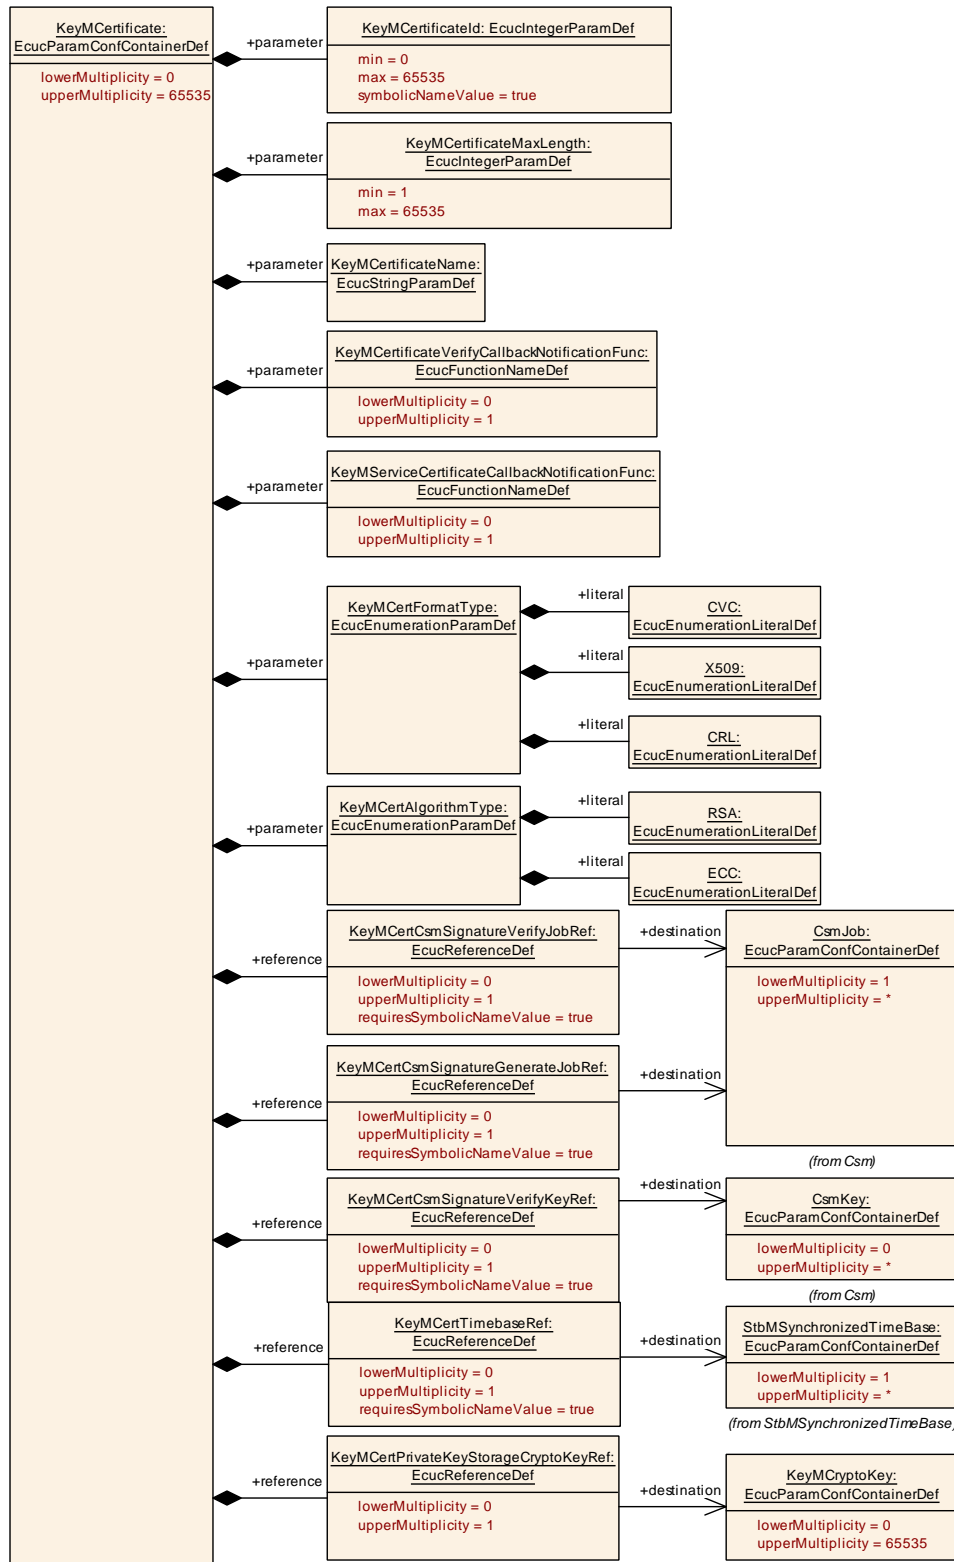 KeyMCertificate:
EcucParamConfContainerDef
lowerMultiplicity = 0
upperMultiplicity = 65535
+parameter
KeyMCertificateId: EcucIntegerParamDef
min = 0
max = 65535
symbolicNameValue = true
+parameter
KeyMCertificateMaxLength:
EcucIntegerParamDef
min = 1
max = 65535
+parameter
KeyMCertificateName:
EcucStringParamDef
+parameter
KeyMCertificateVerifyCallbackNotificationFunc:
EcucFunctionNameDef
lowerMultiplicity = 0
upperMultiplicity = 1
+parameter
KeyMServiceCertificateCallbackNotificationFunc:
EcucFunctionNameDef
lowerMultiplicity = 0
upperMultiplicity = 1
+parameter
KeyMCertFormatType:
EcucEnumerationParamDef
+literal
CVC:
EcucEnumerationLiteralDef
+literal
X509:
EcucEnumerationLiteralDef
+literal
CRL:
EcucEnumerationLiteralDef
+parameter
KeyMCertAlgorithmType:
EcucEnumerationParamDef
+literal
RSA:
EcucEnumerationLiteralDef
+literal
ECC:
EcucEnumerationLiteralDef
+reference
KeyMCertCsmSignatureVerifyJobRef:
EcucReferenceDef
lowerMultiplicity = 0
upperMultiplicity = 1
requiresSymbolicNameValue = true
+destination
CsmJob:
EcucParamConfContainerDef
lowerMultiplicity = 1
upperMultiplicity = *
+reference
KeyMCertCsmSignatureGenerateJobRef:
EcucReferenceDef
lowerMultiplicity = 0
upperMultiplicity = 1
requiresSymbolicNameValue = true
+destination
(from Csm)
+reference
KeyMCertCsmSignatureVerifyKeyRef:
EcucReferenceDef
lowerMultiplicity = 0
upperMultiplicity = 1
requiresSymbolicNameValue = true
+destination
CsmKey:
EcucParamConfContainerDef
lowerMultiplicity = 0
upperMultiplicity = *
(from Csm)
+reference
KeyMCertTimebaseRef:
EcucReferenceDef
lowerMultiplicity = 0
upperMultiplicity = 1
requiresSymbolicNameValue = true
+destination
StbMSynchronizedTimeBase:
EcucParamConfContainerDef
lowerMultiplicity = 1
upperMultiplicity = *
(from StbMSynchronizedTimeBase)
+reference
KeyMCertPrivateKeyStorageCryptoKeyRef:
EcucReferenceDef
lowerMultiplicity = 0
upperMultiplicity = 1
+destination
KeyMCryptoKey:
EcucParamConfContainerDef
lowerMultiplicity = 0
upperMultiplicity = 65535